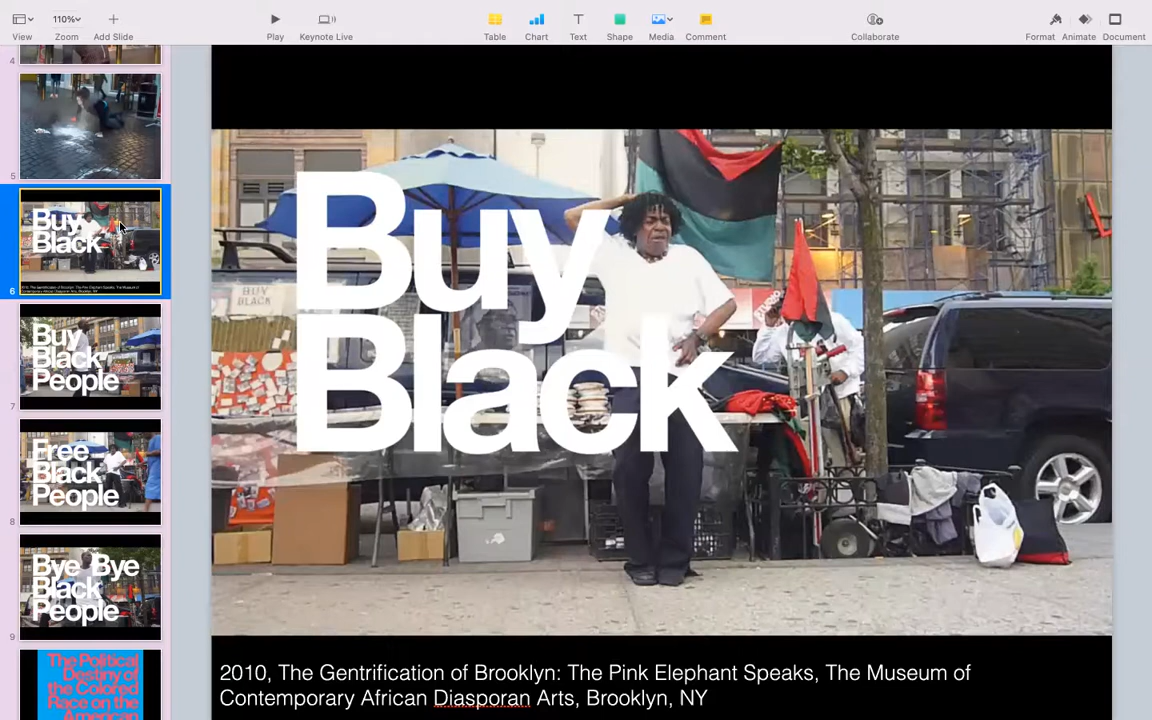 110%
View
Zoom
Add Slide
Play
Keynote Live
Table
Chart
Text
Shape
Media
Comment
Collaborate
Format
Animate
Document
4
5
6
Buy
Black
7
Buy
Black
People
8
Free
Black
People
9
Bye Bye
Black
People
The Political
Destiny of
the Colored
Race on the
American
Buy
Black
BUY
BLACK
2010, The Gentrification of Brooklyn: The Pink Elephant Speaks, The Museum of
Contemporary African Diasporan Arts, Brooklyn, NY